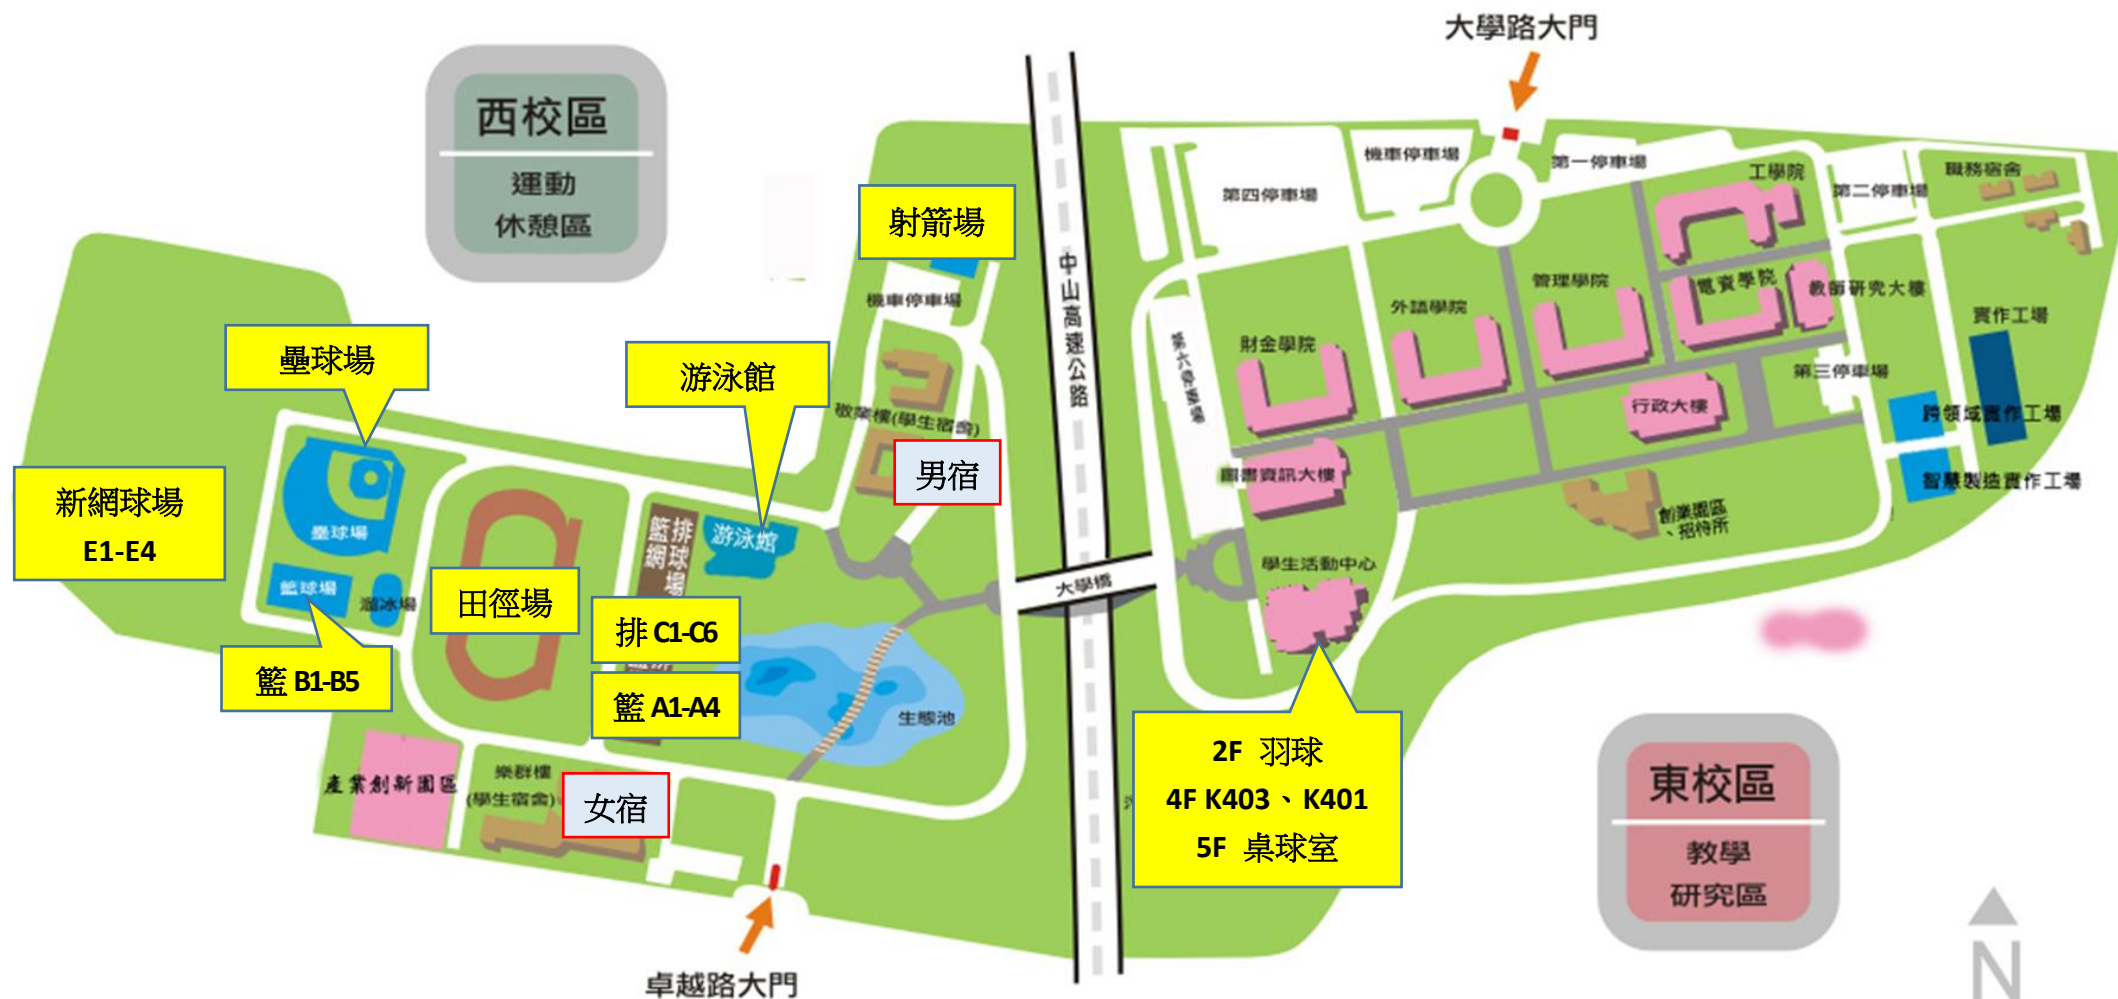 大學路大門
西校區
運動
休憩區
機車停車場
第一停車場
工學院
職務宿舍
第二停車場
第四停車場
射箭場
中山高速公路
機車停車場
管理學院
電資學院
教師研究大樓
外語學院
實作工場
財金學院
第六停車場
第三停車場
壘球場
游泳館
敬業樓(學生宿舍)
行政大樓
跨領域實作工場
男宿
圖書資訊大樓
智慧製造實作工場
新網球場
E1-E4
壘球場
籃網
排球場
游泳館
創業園區
、招待所
學生活動中心
大學橋
籃球場
溜冰場
田徑場
排 C1-C6
籃 B1-B5
籃 A1-A4
生態池
2F 羽球
4F K403、K401
5F 桌球室
產業創新園區
樂群樓
(學生宿舍)
女宿
東校區
教學
研究區
卓越路大門
N